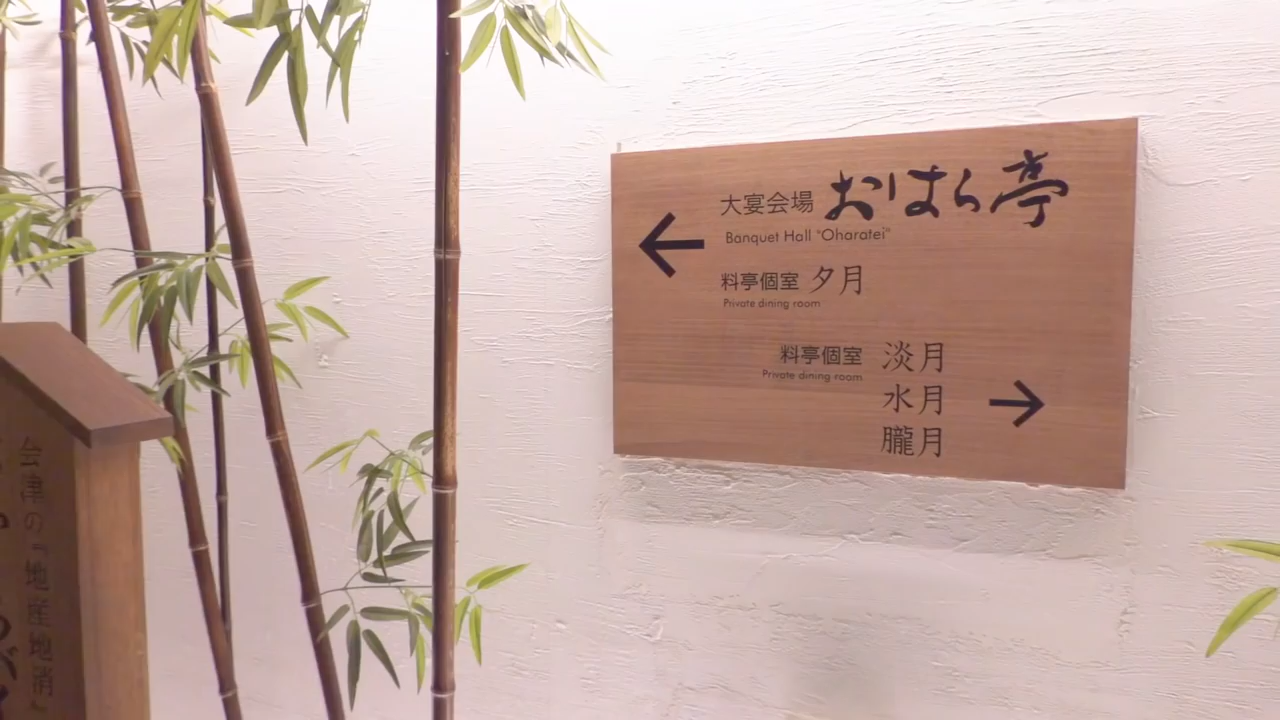 大宴会場 おはら亭
Banquet Hall "Oharatei"
料亭個室 夕月
Private dining room
料亭個室 淡月
Private dining room
水月
朧月
会津の「地産地消」